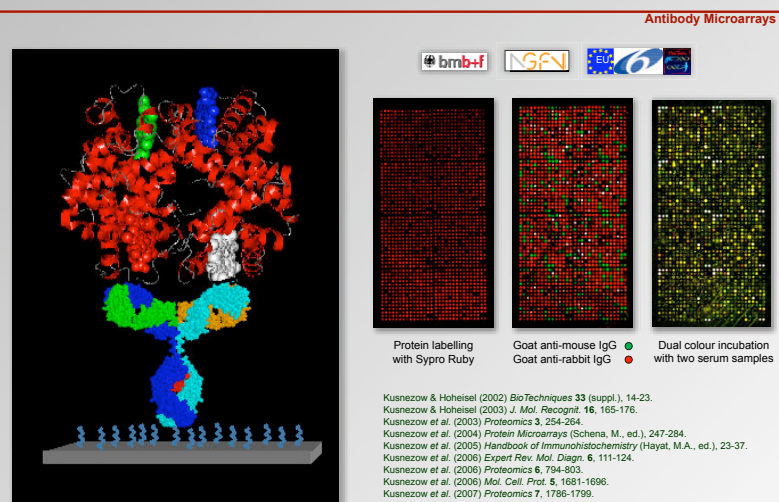 Antibody Microarrays
bmb+f
NGFN
EU 6
Protein labelling
with Sypro Ruby
Goat anti-mouse IgG
Goat anti-rabbit IgG
Dual colour incubation
with two serum samples
Kusnezow & Hoheisel (2002) BioTechniques 33 (suppl.), 14-23.
Kusnezow & Hoheisel (2003) J. Mol. Recognit. 16, 165-176.
Kusnezow et al. (2003) Proteomics 3, 254-264.
Kusnezow et al. (2004) Protein Microarrays (Schena, M., ed.), 247-284.
Kusnezow et al. (2005) Handbook of Immunohistochemistry (Hayat, M.A., ed.), 23-37.
Kusnezow et al. (2006) Expert Rev. Mol. Diagn. 6, 111-124.
Kusnezow et al. (2006) Proteomics 6, 794-803.
Kusnezow et al. (2006) Mol. Cell. Prot. 5, 1681-1696.
Kusnezow et al. (2007) Proteomics 7, 1786-1799.